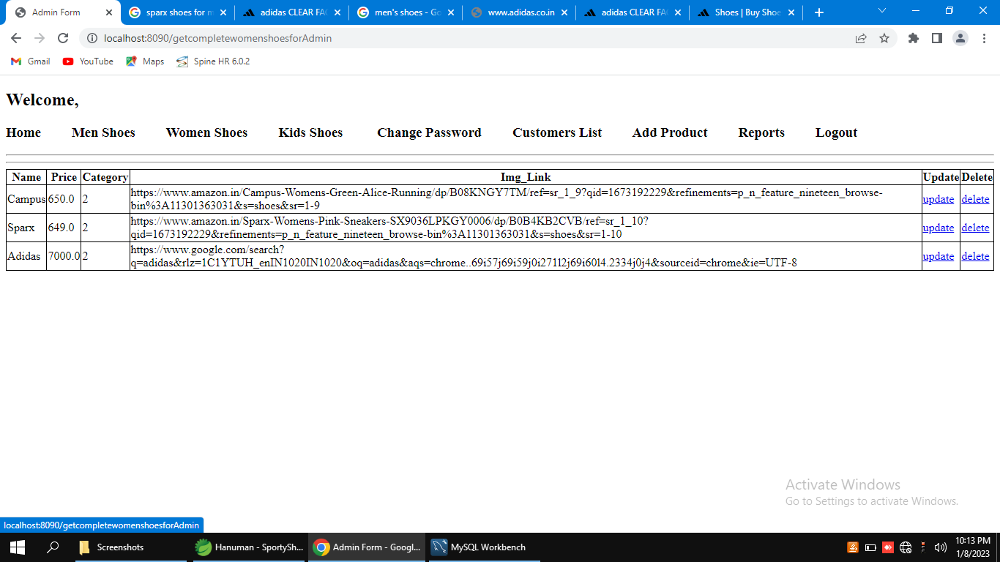 Admin Form
sparx shoes for m
adidas CLEAR FA
men's shoes - Go
www.adidas.co.in
adidas CLEAR FA
Shoes | Buy Shoe
localhost:8090/getcompletewomenshoesforAdmin
Gmail YouTube Maps Spine HR 6.0.2
Welcome,
Home Men Shoes Women Shoes Kids Shoes Change Password Customers List Add Product Reports Logout
Name Price Category Img_Link Update Delete
Campus 650.0 2 https://www.amazon.in/Campus-Womens-Green-Alice-Running/dp/B08KNGY7TM/ref=sr_1_9?qid=1673192229&refinements=p_n_feature_nineteen_browse- update delete
bin%3A11301363031&s=shoes&sr=1-9
Sparx 649.0 2 https://www.amazon.in/Sparx-Womens-Pink-Sneakers-SX9036LPKGY0006/dp/B0B4KB2CVB/ref=sr_1_10? update delete
qid=1673192229&refinements=p_n_feature_nineteen_browse-bin%3A11301363031&s=shoes&sr=1-10
Adidas 7000.0 2 https://www.google.com/search? update delete
q=adidas&rlz=1C1YTUH_enIN1020IN1020&oq=adidas&aqs=chrome..69i57j69i59j0i271l2j69i60l4.2334j0j4&sourceid=chrome&ie=UTF-8
Activate Windows
Go to Settings to activate Windows.
localhost:8090/getcompletewomenshoesforAdmin
Screenshots
Hanuman - SportySh...
Admin Form - Googl...
MySQL Workbench
10:13 PM
1/8/2023